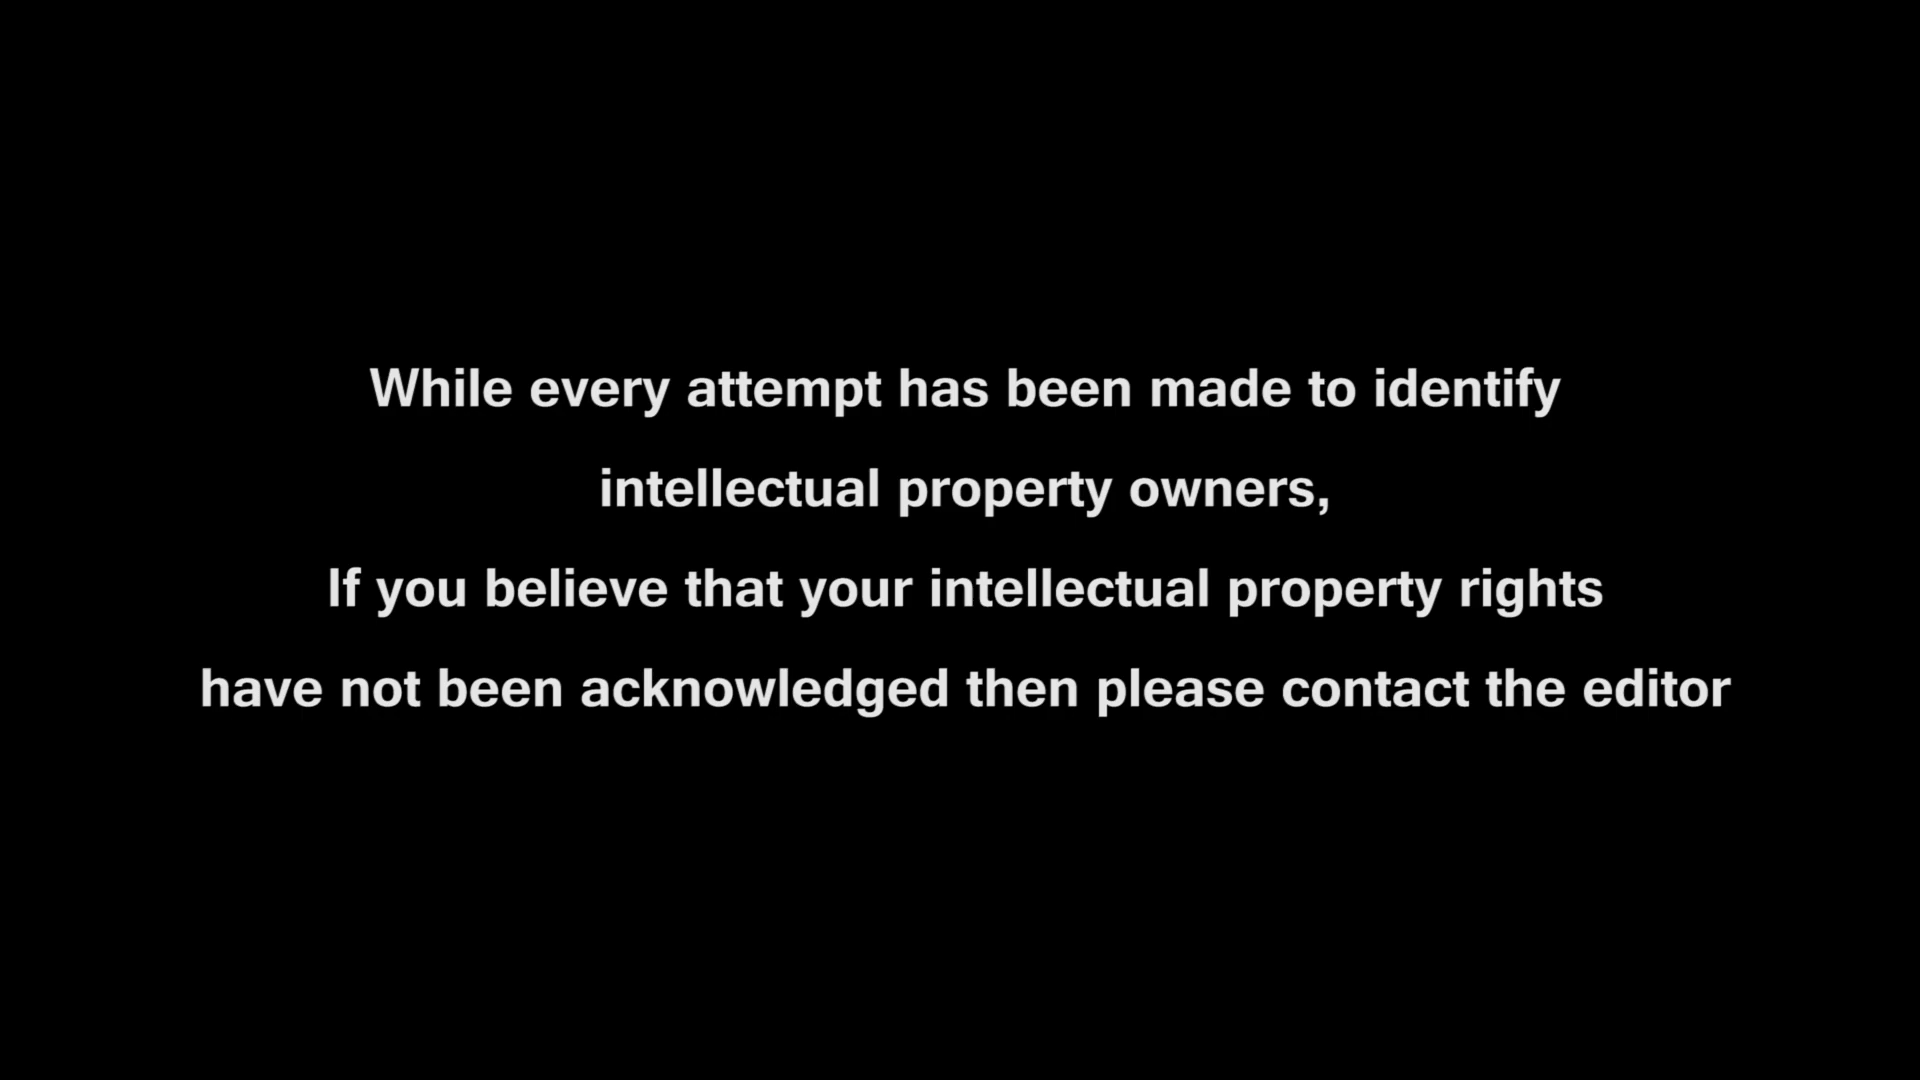 While every attempt has been made to identify
intellectual property owners,
If you believe that your intellectual property rights
have not been acknowledged then please contact the editor